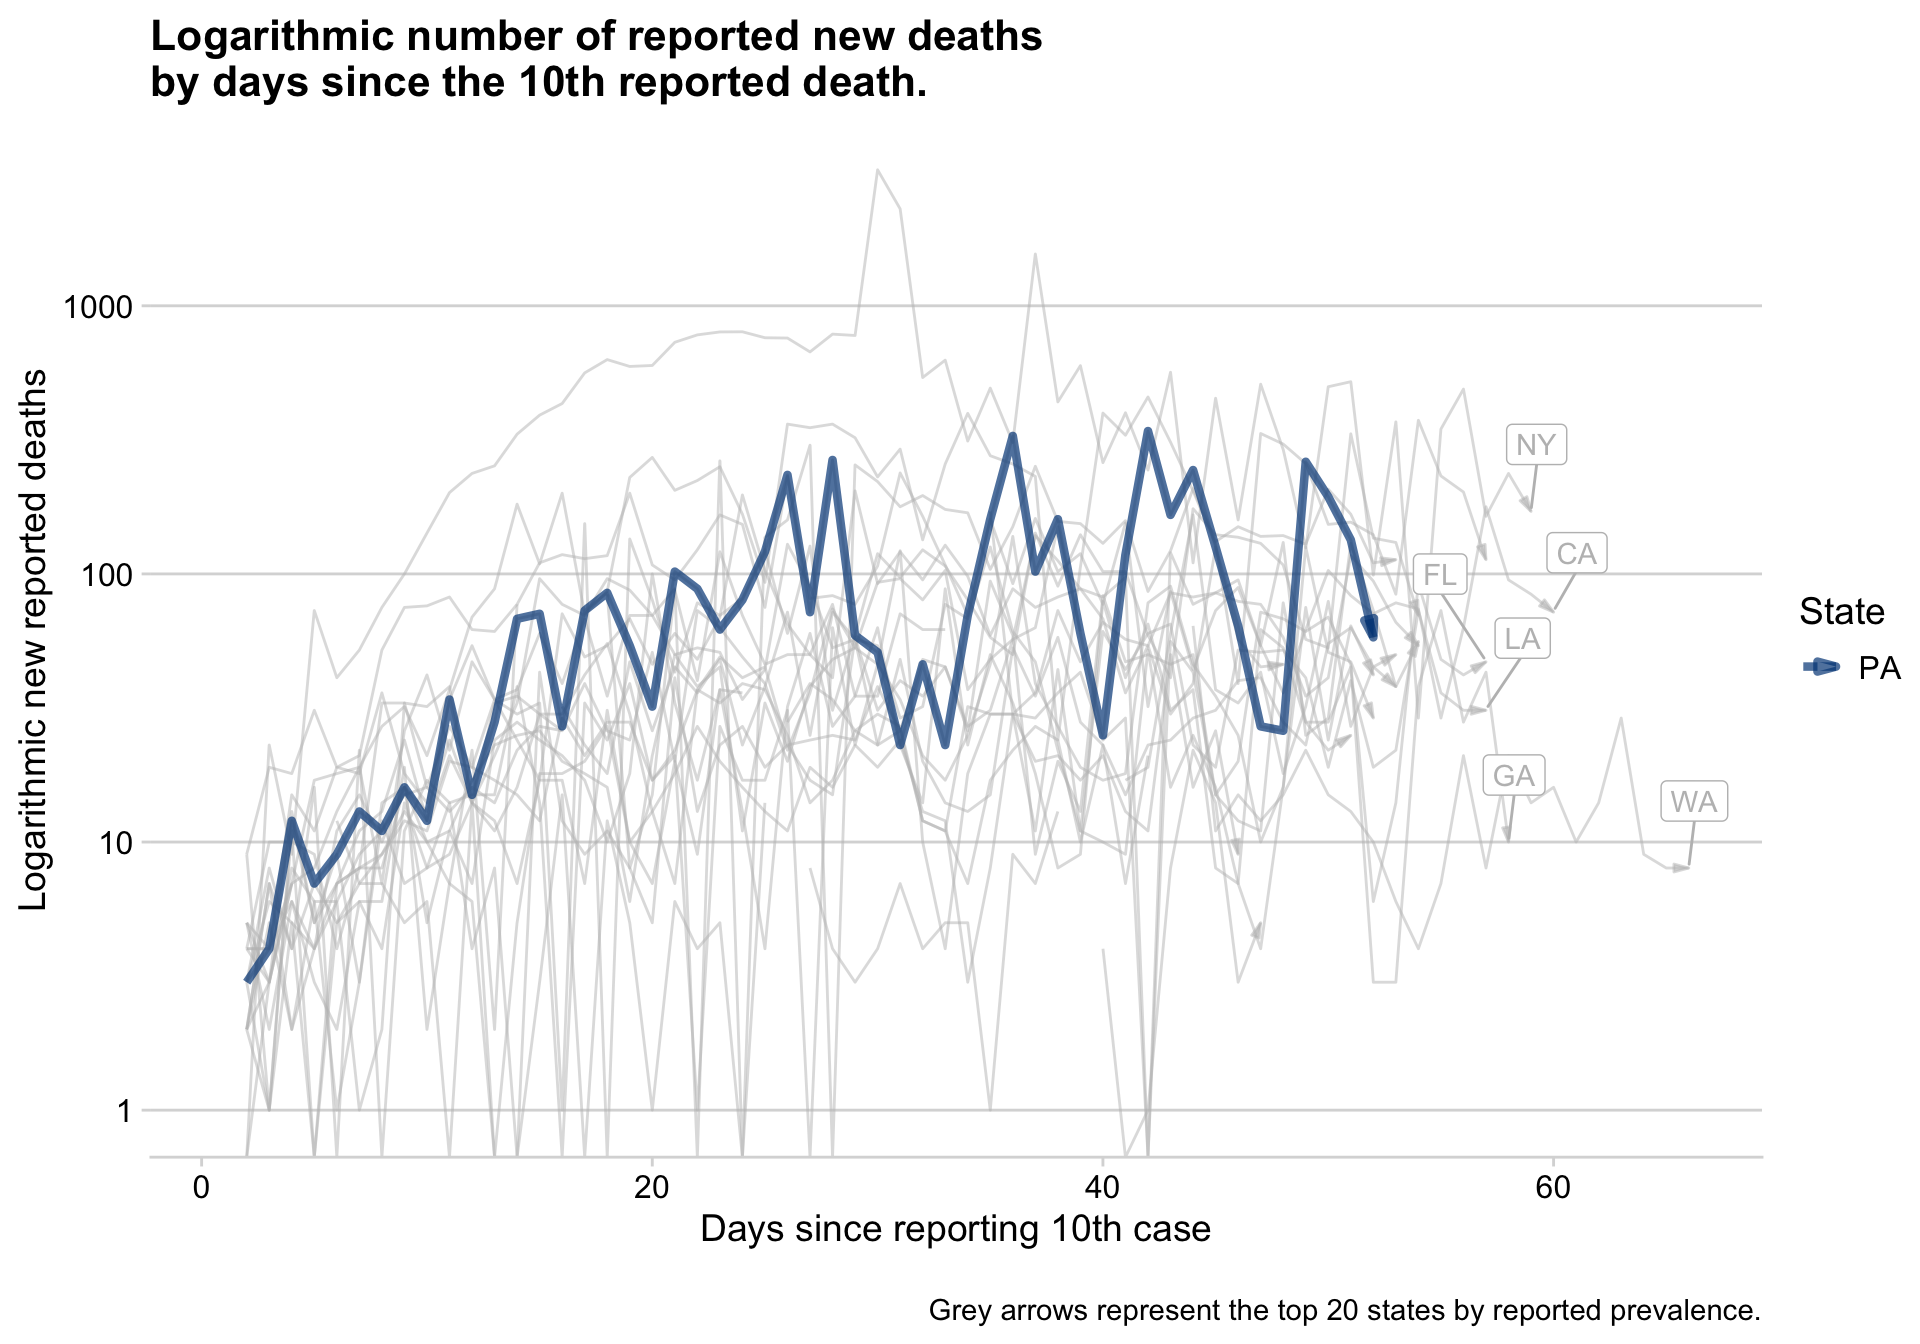 Logarithmic number of reported new deaths
by days since the 10th reported death.
Logarithmic new reported deaths
1000
100
10
1
NY
CA
FL
LA
GA
WA
State
PA
0
20
40
60
Days since reporting 10th case
Grey arrows represent the top 20 states by reported prevalence.